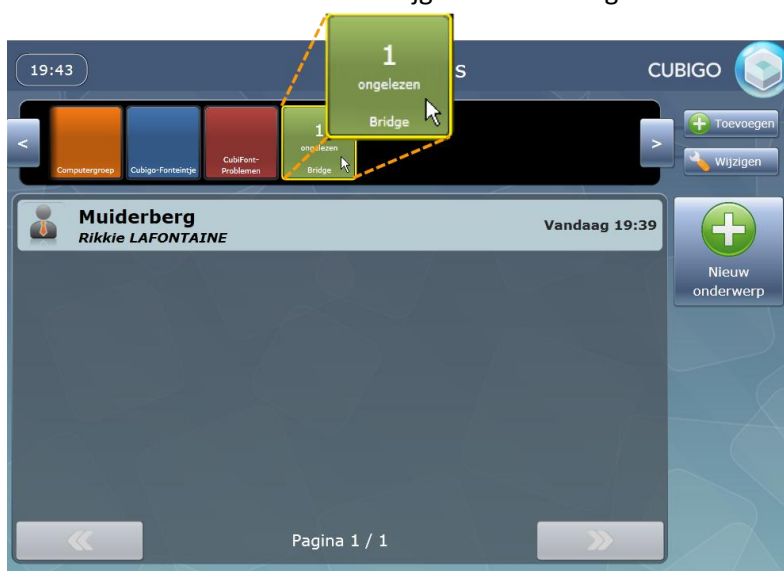 1
ongelezen
Bridge
19:43
s
CUBIGO
<
Computergroep
Cubigo-Fonteintje
CubiFont-
Problemen
1
ongelezen
Bridge
>
Toevoegen
Wijzigen
Muiderberg
Rikkie LAFONTAINE
Vandaag 19:39
Nieuw
onderwerp
Pagina 1 / 1